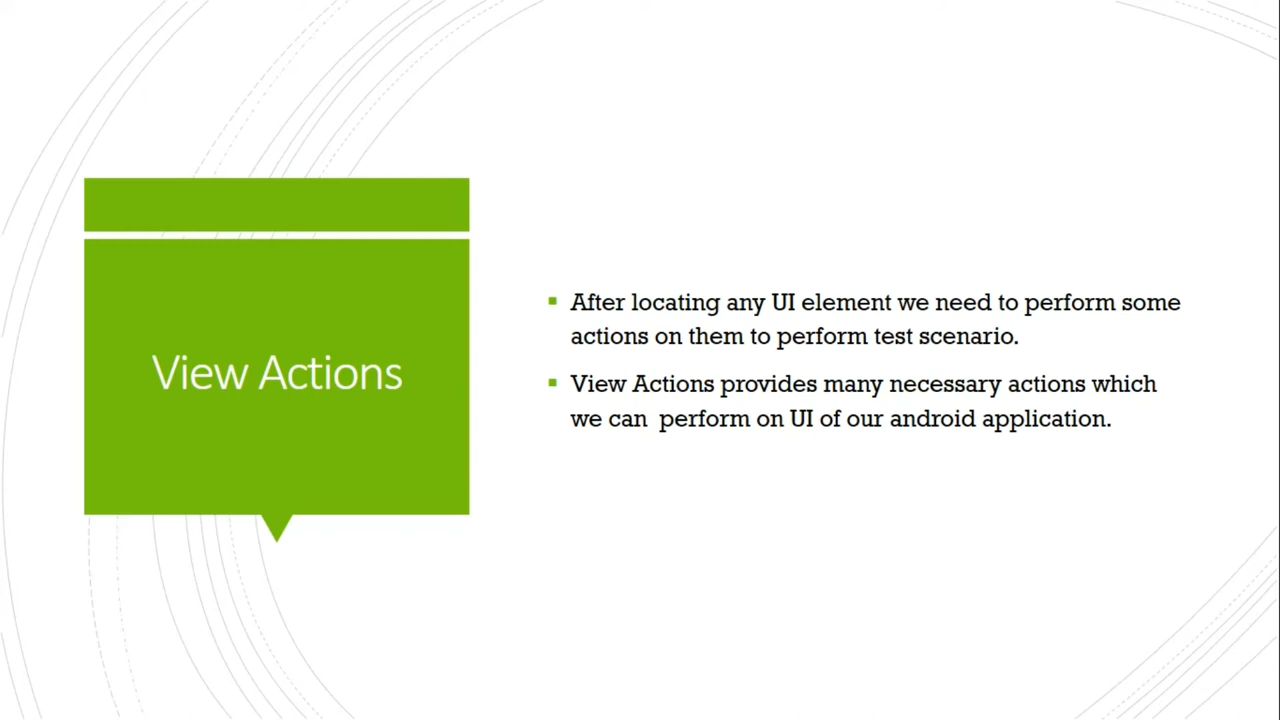 View Actions
After locating any UI element we need to perform some
actions on them to perform test scenario.
View Actions provides many necessary actions which
we can  perform on UI of our android application.